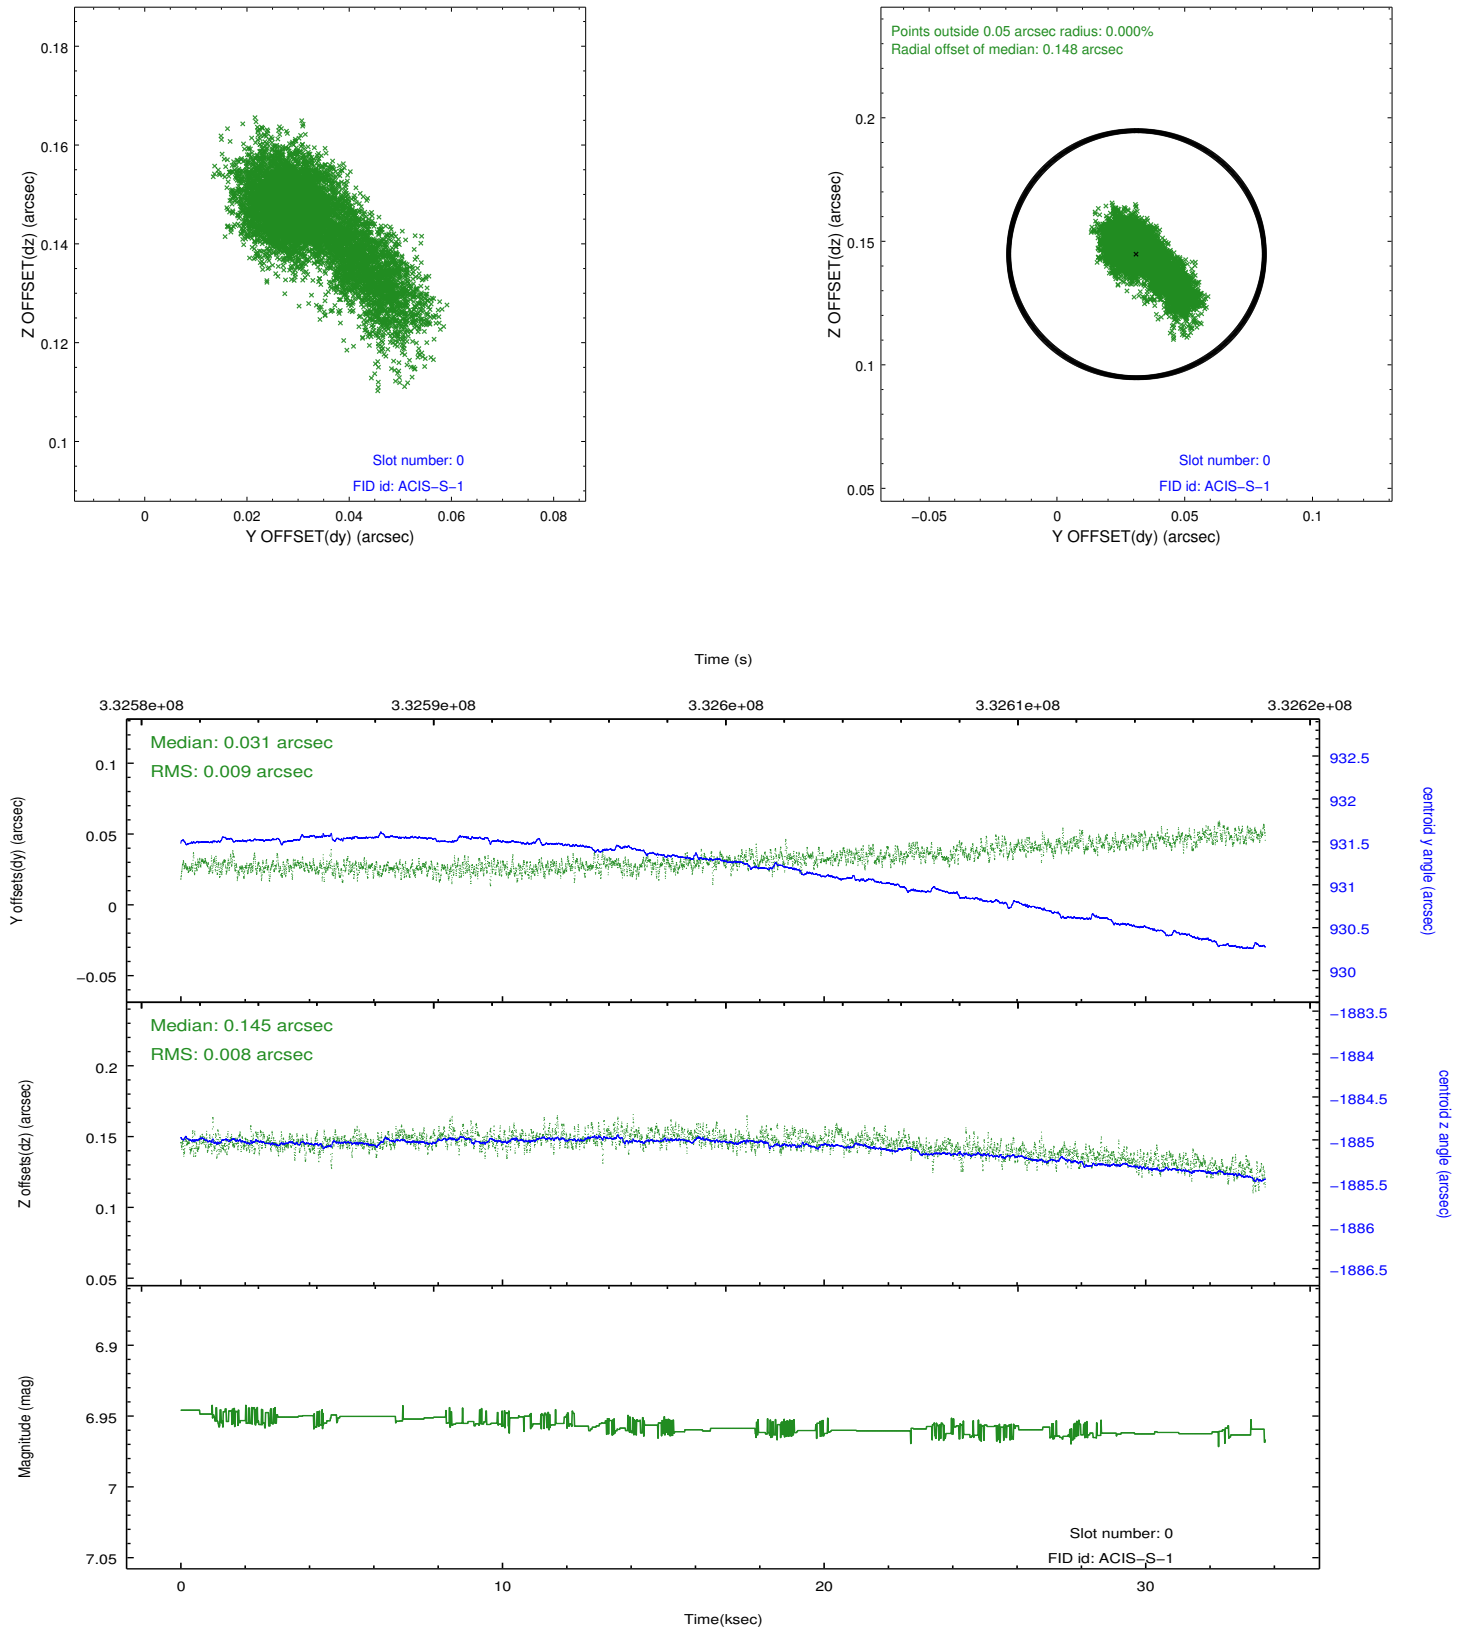 0.18
0.16
0.14
0.12
0.1
Z OFFSET(dz) (arcsec)
Slot number: 0
FID id: ACIS−S−1
0 0.02 0.04 0.06 0.08
Y OFFSET(dy) (arcsec)
Points outside 0.05 arcsec radius: 0.000%
Radial offset of median: 0.148 arcsec
0.2
0.15
0.1
0.05
Z OFFSET(dz) (arcsec)
Slot number: 0
FID id: ACIS−S−1
−0.05 0 0.05 0.1
Y OFFSET(dy) (arcsec)
Time (s)
3.3258e+08 3.3259e+08 3.326e+08 3.3261e+08 3.3262e+08
Median: 0.031 arcsec
RMS: 0.009 arcsec
0.1
0.05
0
−0.05
Y offsets(dy) (arcsec)
932.5
932
931.5
931
930.5
930
centroid y angle (arcsec)
Median: 0.145 arcsec
RMS: 0.008 arcsec
0.2
0.15
0.1
0.05
Z offsets(dz) (arcsec)
−1883.5
−1884
−1884.5
−1885
−1885.5
−1886
−1886.5
centroid z angle (arcsec)
6.9
6.95
7
7.05
Magnitude (mag)
Slot number: 0
FID id: ACIS−S−1
0 10 20 30
Time(ksec)